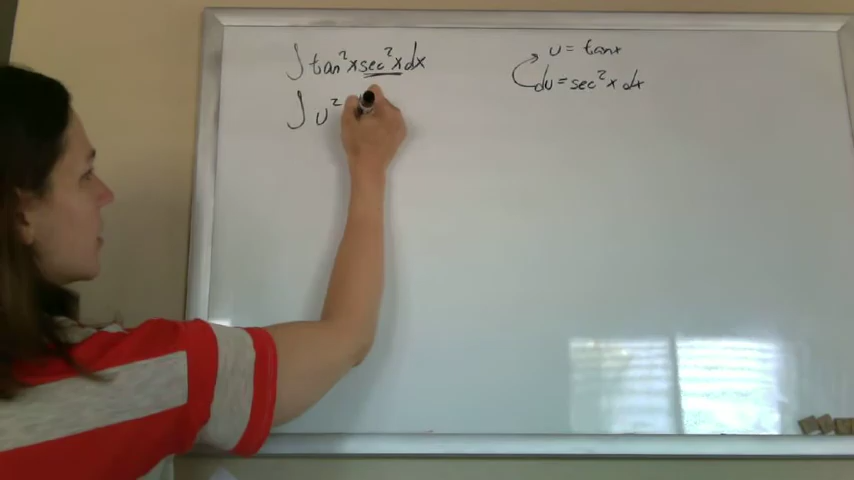 ∫ tan²x sec²x dx
u = tanx
du = sec²x dx
∫ u²